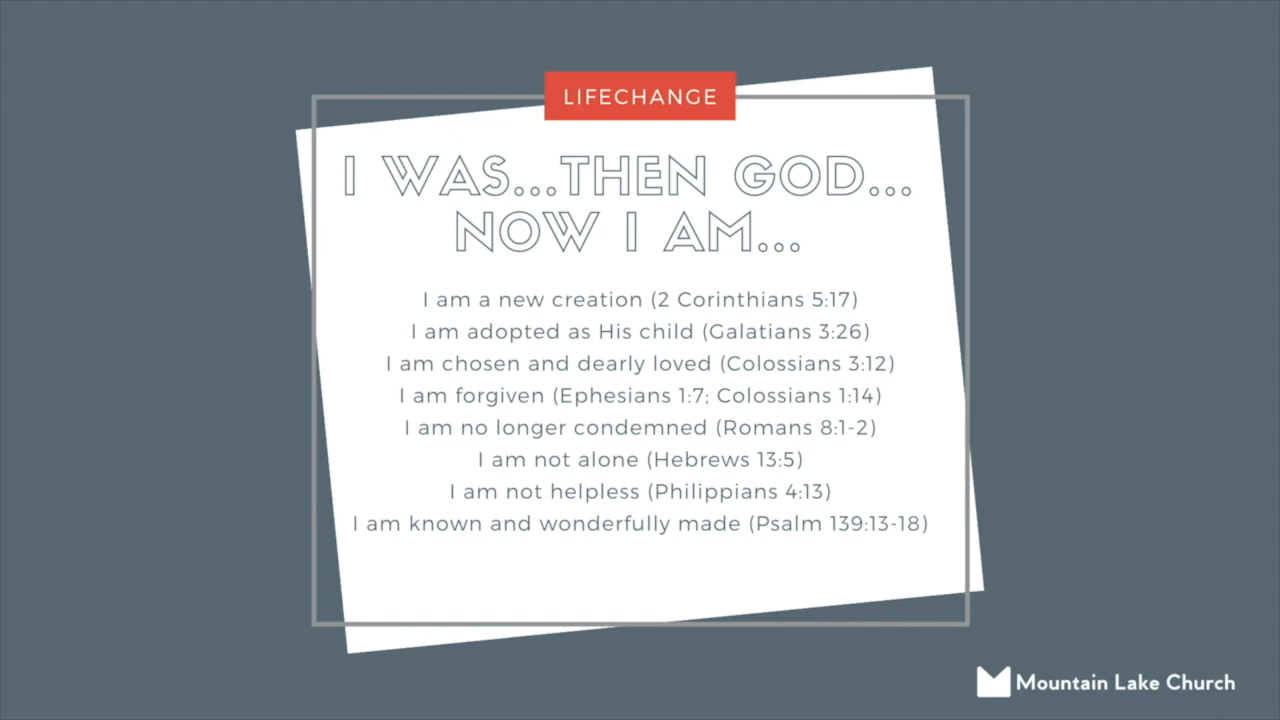 LIFECHANGE
I WAS...THEN GOD...
NOW I AM...
I am a new creation (2 Corinthians 5:17)
I am adopted as His child (Galatians 3:26)
I am chosen and dearly loved (Colossians 3:12)
I am forgiven (Ephesians 1:7; Colossians 1:14)
I am no longer condemned (Romans 8:1-2)
I am not alone (Hebrews 13:5)
I am not helpless (Philippians 4:13)
I am known and wonderfully made (Psalm 139:13-18)
Mountain Lake Church